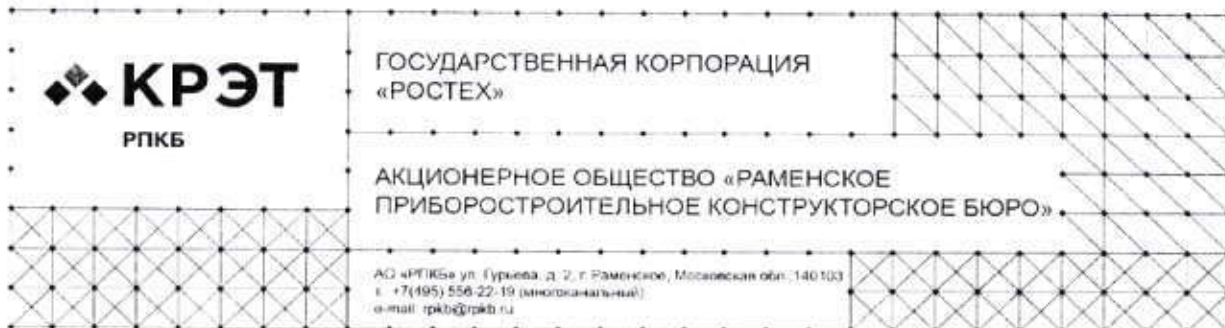 КРЭТ
РПКБ
ГОСУДАРСТВЕННАЯ КОРПОРАЦИЯ
«РОСТЕХ»
АКЦИОНЕРНОЕ ОБЩЕСТВО «РАМЕНСКОЕ
ПРИБОРОСТРОИТЕЛЬНОЕ КОНСТРУКТОРСКОЕ БЮРО»
АО «РПКБ» ул. Гурьева, д. 2, г. Раменское, Московская обл., 140103
т. +7(495) 556-22-19 (многоканальный)
e-mail: rpkb@rpkb.ru